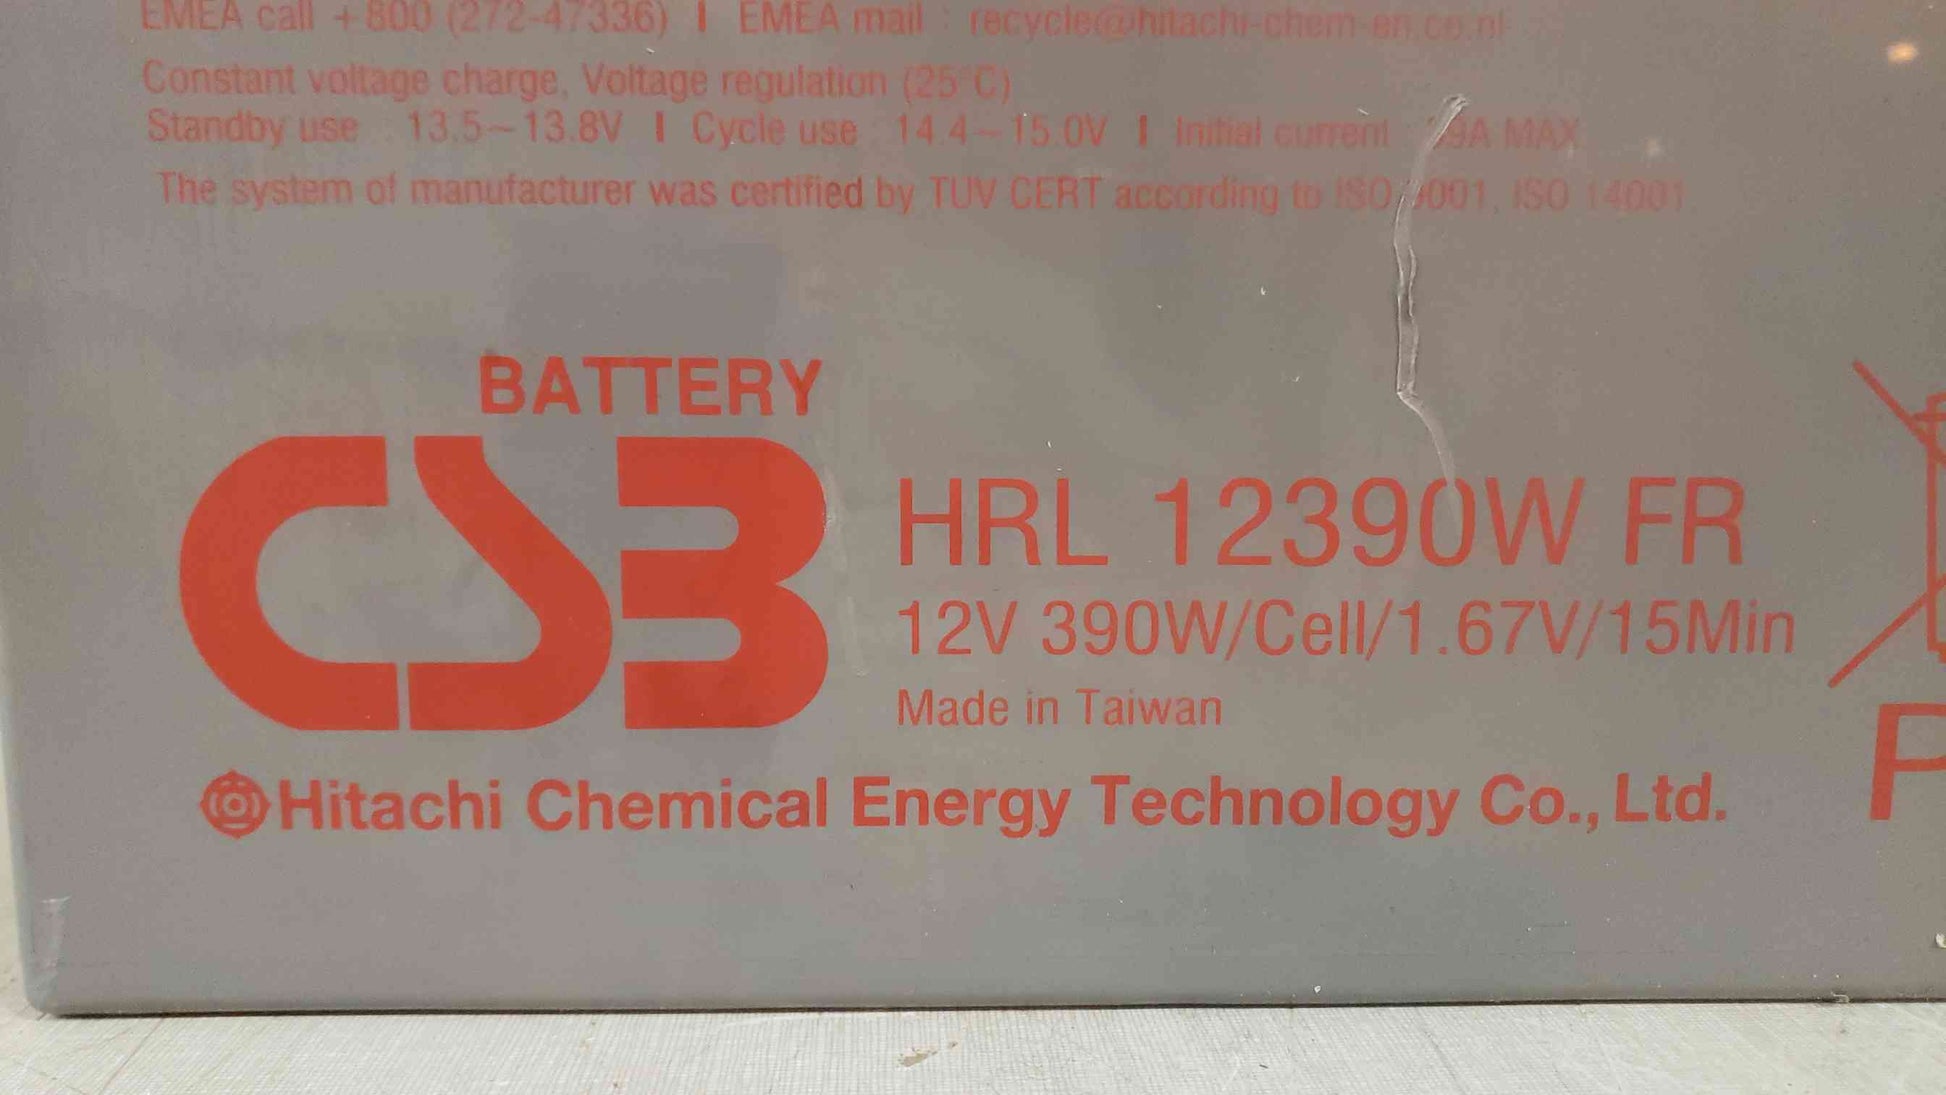 EMEA call +800 (272-47336) | EMEA mail : recycle@hitachi-chem-en.co.nl
Constant voltage charge, Voltage regulation (25°C)
Standby use 13.5~13.8V | Cycle use 14.4~15.0V | Initial current MAX
The system of manufacturer was certified by TUV CERT according to ISO 9001, ISO 14001
BATTERY
CSB
HRL 12390W FR
12V 390W/Cell/1.67V/15Min
Made in Taiwan
Hitachi Chemical Energy Technology Co., Ltd.